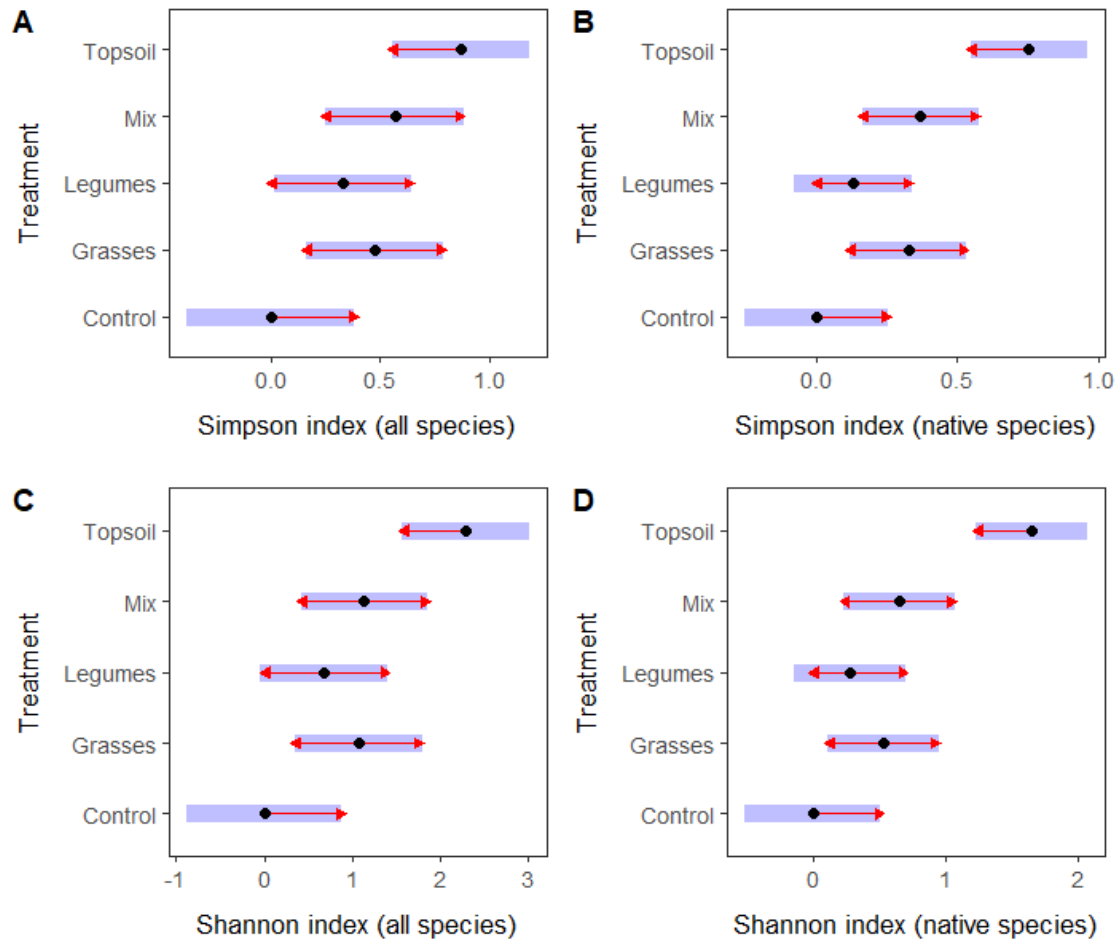 A
Treatment
Topsoil
Mix
Legumes
Grasses
Control
0.0 0.5 1.0
Simpson index (all species)
B
Treatment
Topsoil
Mix
Legumes
Grasses
Control
0.0 0.5 1.0
Simpson index (native species)
C
Treatment
Topsoil
Mix
Legumes
Grasses
Control
-1 0 1 2 3
Shannon index (all species)
D
Treatment
Topsoil
Mix
Legumes
Grasses
Control
0 1 2
Shannon index (native species)